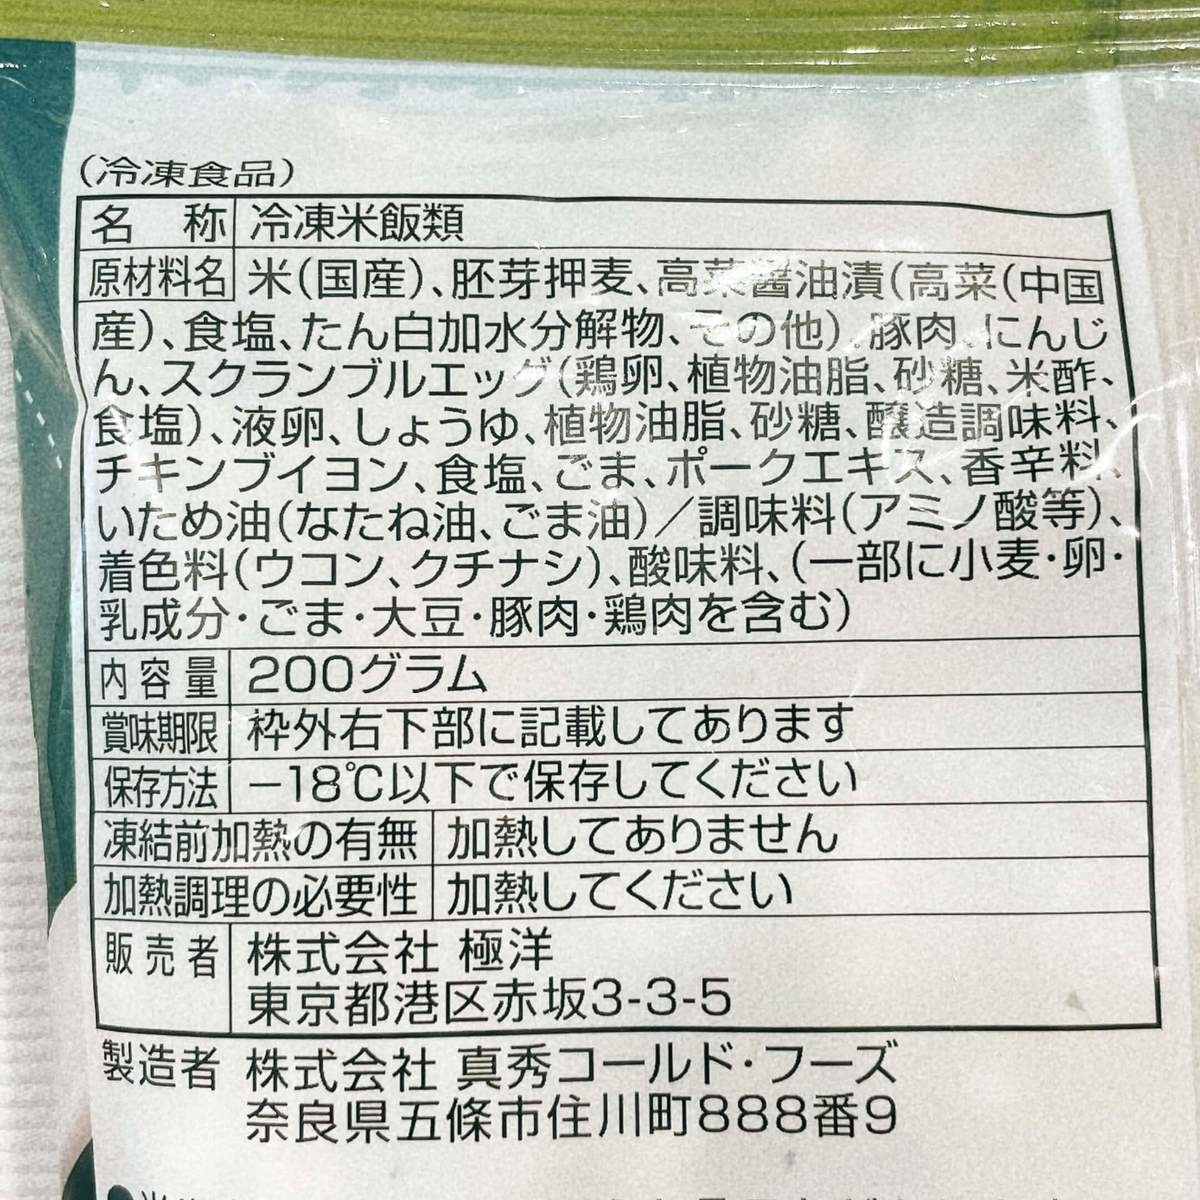 (冷凍食品)
名 称 冷凍米飯類
原材料名 米(国産)、胚芽押麦、高菜醤油漬(高菜(中国
産)、食塩、たん白加水分解物、その他)、豚肉、にんじ
ん、スクランブルエッグ(鶏卵、植物油脂、砂糖、米酢、
食塩)、液卵、しょうゆ、植物油脂、砂糖、醸造調味料、
チキンブイヨン、食塩、ごま、ポークエキス、香辛料、
いため油(なたね油、ごま油)/調味料(アミノ酸等)、
着色料(ウコン、クチナシ)、酸味料、(一部に小麦・卵・
乳成分・ごま・大豆・豚肉・鶏肉を含む)
内容量 200グラム
賞味期限 枠外右下部に記載してあります
保存方法 -18℃以下で保存してください
凍結前加熱の有無 加熱してありません
加熱調理の必要性 加熱してください
販売者 株式会社 極洋
東京都港区赤坂3-3-5
製造者 株式会社 真秀コールド・フーズ
奈良県五條市住川町888番9